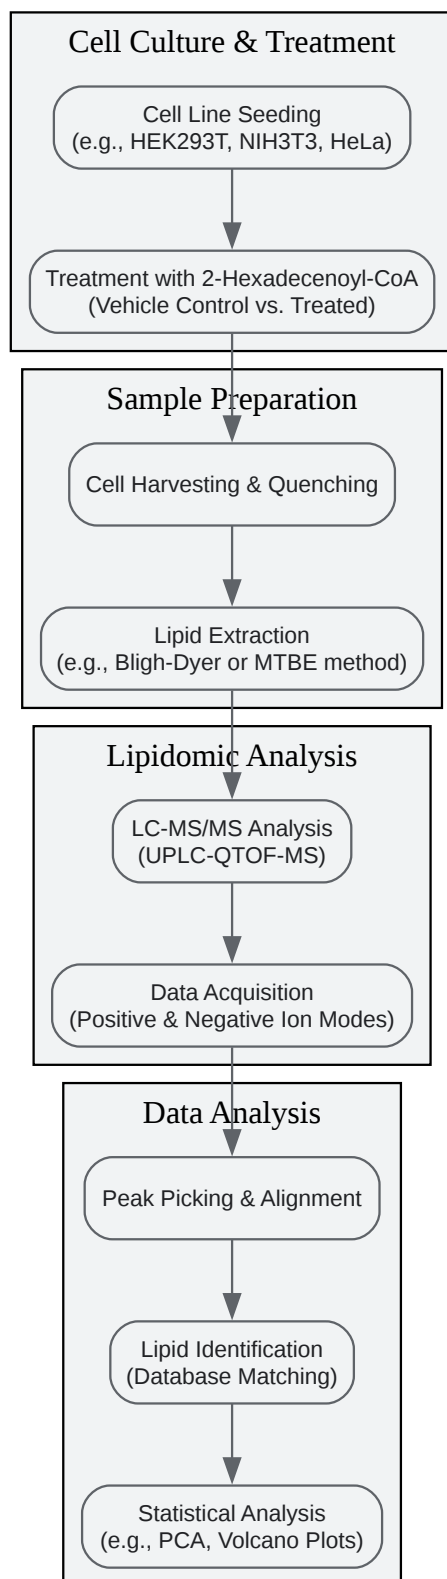 Cell Culture & Treatment
Cell Line Seeding
(e.g., HEK293T, NIH3T3, HeLa)
Treatment with 2-Hexadecenoyl-CoA
(Vehicle Control vs. Treated)
Sample Preparation
Cell Harvesting & Quenching
Lipid Extraction
(e.g., Bligh-Dyer or MTBE method)
Lipidomic Analysis
LC-MS/MS Analysis
(UPLC-QTOF-MS)
Data Acquisition
(Positive & Negative Ion Modes)
Data Analysis
Peak Picking & Alignment
Lipid Identification
(Database Matching)
Statistical Analysis
(e.g., PCA, Volcano Plots)